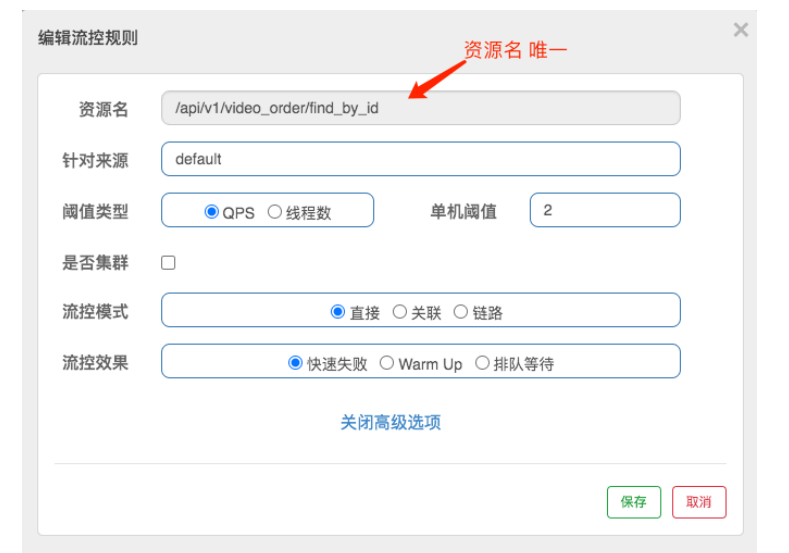 编辑流控规则
×
资源名 唯一
资源名 /api/v1/video_order/find_by_id
针对来源 default
阈值类型 QPS 线程数 单机阈值 2
是否集群
流控模式 直接 关联 链路
流控效果 快速失败 Warm Up 排队等待
关闭高级选项
保存 取消